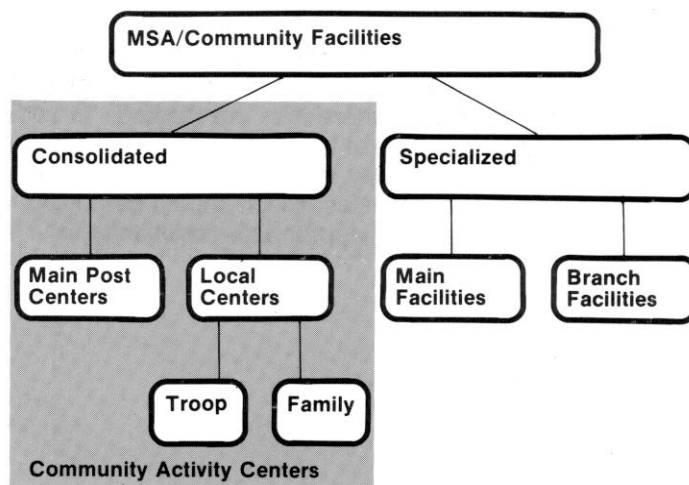 MSA/Community Facilities
Consolidated
Specialized
Main Post
Centers
Local
Centers
Main
Facilities
Branch
Facilities
Troop
Family
Community Activity Centers